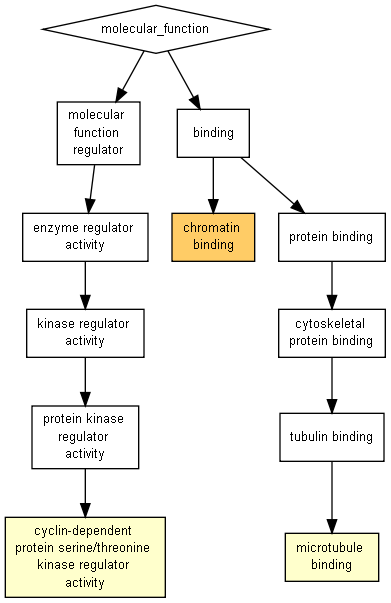 molecular_function
molecular
function
regulator
binding
enzyme regulator
activity
chromatin
binding
protein binding
kinase regulator
activity
cytoskeletal
protein binding
protein kinase
regulator
activity
tubulin binding
cyclin-dependent
protein serine/threonine
kinase regulator
activity
microtubule
binding